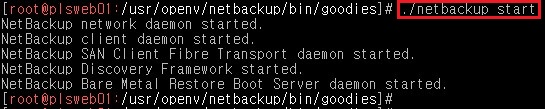 [root@plsweb01:/usr/openv/netbackup/bin/goodies]# ./netbackup start
NetBackup network daemon started.
NetBackup client daemon started.
NetBackup SAN Client Fibre Transport daemon started.
NetBackup Discovery Framework started.
NetBackup Bare Metal Restore Boot Server daemon started.
[root@plsweb01:/usr/openv/netbackup/bin/goodies]#